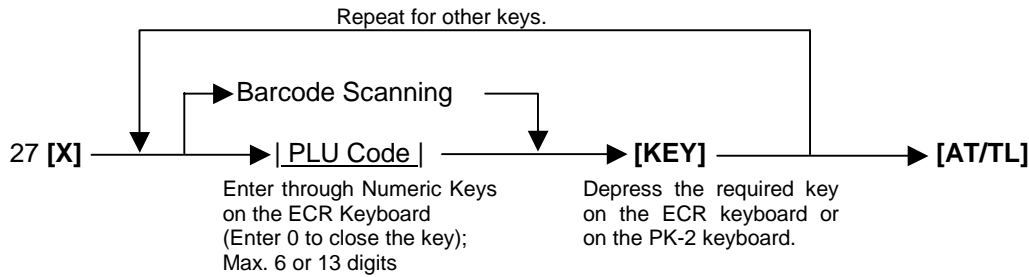 Repeat for other keys.
Barcode Scanning
27 [X]
| PLU Code |
[KEY]
[AT/TL]
Enter through Numeric Keys
on the ECR Keyboard
(Enter 0 to close the key);
Max. 6 or 13 digits
Depress the required key
on the ECR keyboard or
on the PK-2 keyboard.